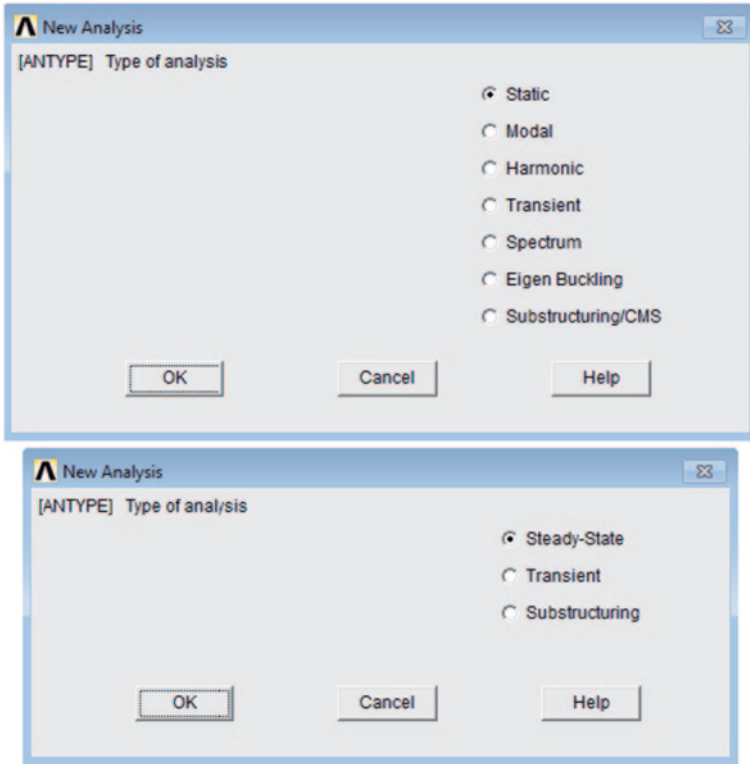 New Analysis
[ANTYPE] Type of analysis
Static
Modal
Harmonic
Transient
Spectrum
Eigen Buckling
Substructuring/CMS
OK Cancel Help
New Analysis
[ANTYPE] Type of analysis
Steady-State
Transient
Substructuring
OK Cancel Help